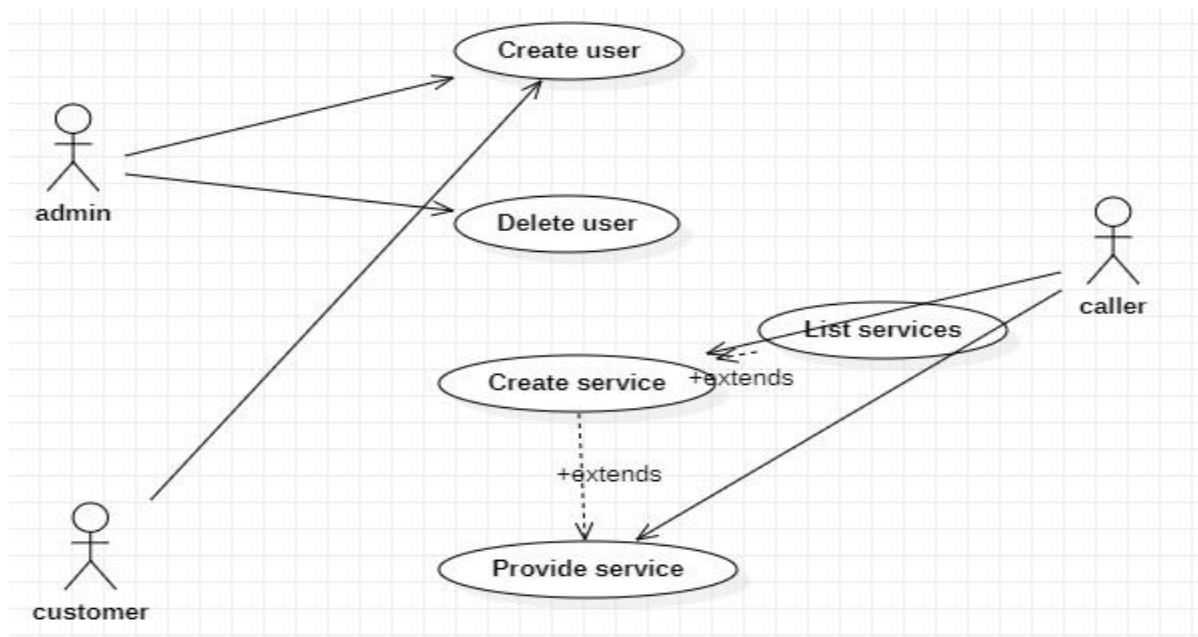 Create user
admin
Delete user
caller
List services
Create service
+extends
+extends
Provide service
customer